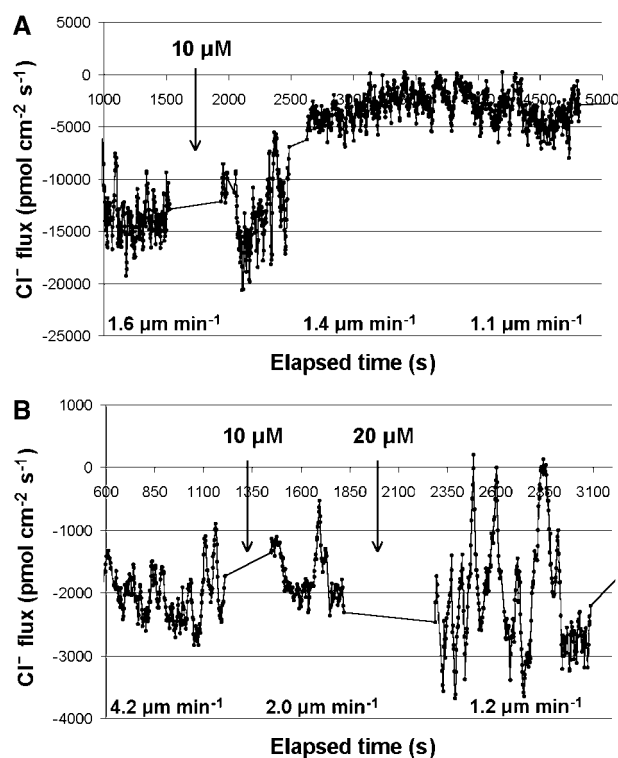 A
5000
10 µM
0
1000 1500 2000 2500 4500 5000
-5000
-10000
-15000
-20000
-25000
Cl⁻ flux (pmol cm⁻² s⁻¹)
1.6 µm min⁻¹ 1.4 µm min⁻¹ 1.1 µm min⁻¹
Elapsed time (s)
B
1000
10 µM 20 µM
0
600 850 1100 1350 1600 1850 2100 2350 2600 2850 3100
-1000
-2000
-3000
-4000
Cl⁻ flux (pmol cm⁻² s⁻¹)
4.2 µm min⁻¹ 2.0 µm min⁻¹ 1.2 µm min⁻¹
Elapsed time (s)